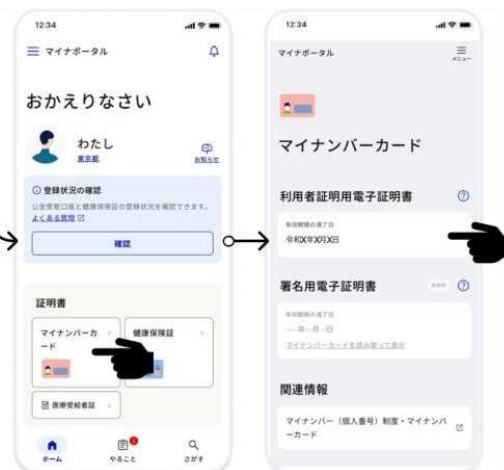 12:34
マイナポータル
おかえりなさい
わたし
東京都
お知らせ
登録状況の確認
公金受取口座と健康保険証の登録状況を確認できます。
よくある質問
確認
証明書
マイナンバーカ
ード
健康保険証
医療受給者証
1
ホーム
やること
さがす
12:34
マイナポータル
メニュー
マイナンバーカード
利用者証明用電子証明書
有効期限の満了日
令和X年X月X日
署名用電子証明書
有効期限の満了日
--年--月--日
マイナンバーカードを読み取って表示
関連情報
マイナンバー(個人番号)制度・マイナンバ
ーカード